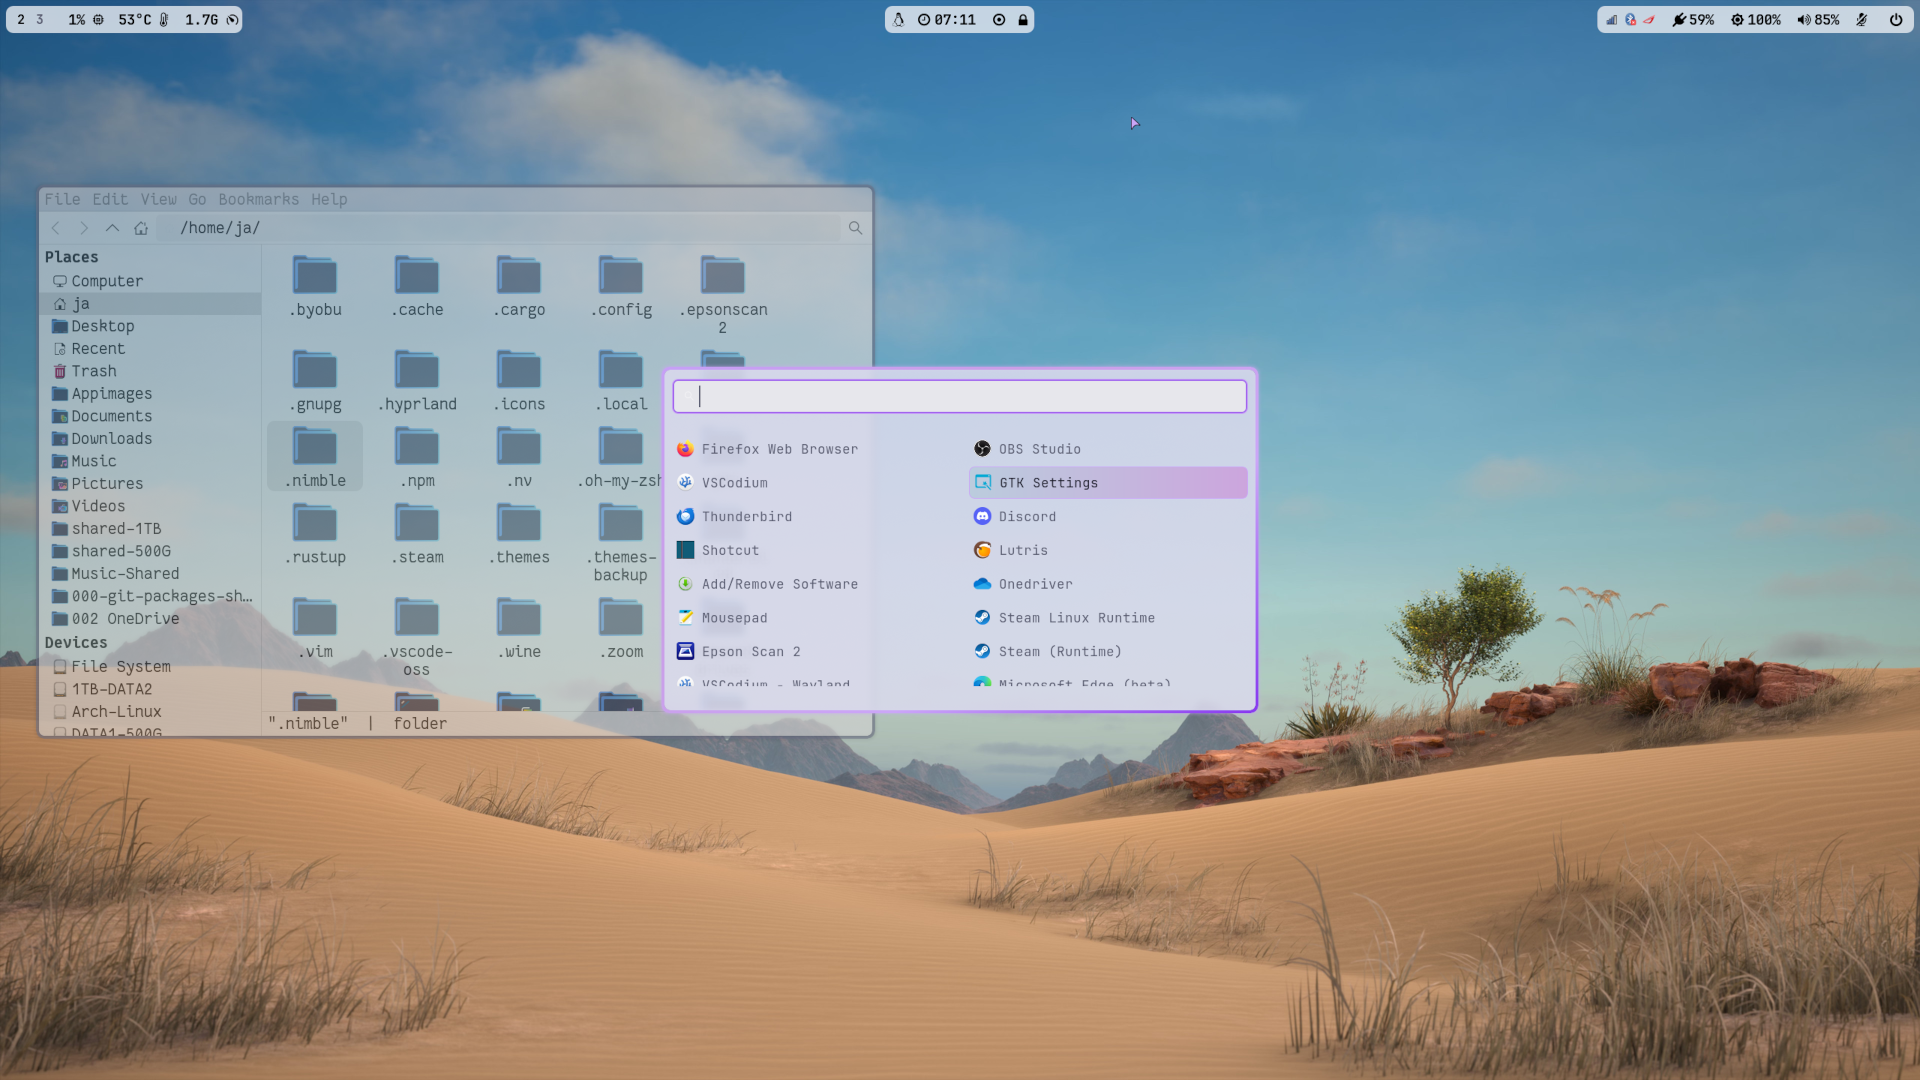 2 3 1% 53°C 1.7G
07:11
59% 100% 85%
File Edit View Go Bookmarks Help
/home/ja/
Places
Computer
ja
Desktop
Recent
Trash
Appimages
Documents
Downloads
Music
Pictures
Videos
shared-1TB
shared-500G
Music-Shared
000-git-packages-sh…
002 OneDrive
Devices
File System
1TB-DATA2
Arch-Linux
DATA1-500G
.byobu .cache .cargo .config .epsonscan
2
.gnupg .hyprland .icons .local
.nimble .npm .nv .oh-my-zsh
.rustup .steam .themes .themes-
backup
.vim .vscode- .wine .zoom
oss
".nimble" | folder
Firefox Web Browser
VSCodium
Thunderbird
Shotcut
Add/Remove Software
Mousepad
Epson Scan 2
VSCodium - Wayland
OBS Studio
GTK Settings
Discord
Lutris
Onedriver
Steam Linux Runtime
Steam (Runtime)
Microsoft Edge (beta)